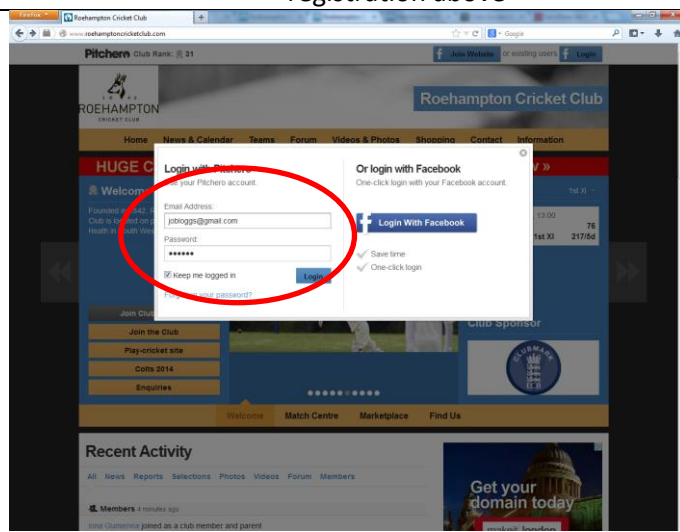 registration above
Firefox
Roehampton Cricket Club
www.roehamptoncricketclub.com
Google
Pitchero Club Rank: 31
Join Website or existing users Login
ROEHAMPTON
CRICKET CLUB
Roehampton Cricket Club
Home News & Calendar Teams Forum Videos & Photos Shopping Contact Information
HUGE C
W »
Login with Pitchero
Use your Pitchero account.
Email Address:
jobloggs@gmail.com
Password:
••••••
Keep me logged in
Login
Forgotten your password?
Or login with Facebook
One-click login with your Facebook account.
Login With Facebook
Save time
One-click login
Welcome
Founded in 1842, R
Club is located on p
Heath in South Wes
1st XI
13:00
76
1st XI 217/5d
Join Club
Join the Club
Play-cricket site
Colts 2014
Enquiries
Club Sponsor
CLUBMARK
ECB
Welcome Match Centre Marketplace Find Us
Recent Activity
All News Reports Selections Photos Videos Forum Members
Members 4 minutes ago
joined as a club member and parent
Get your
domain today
makeit.london